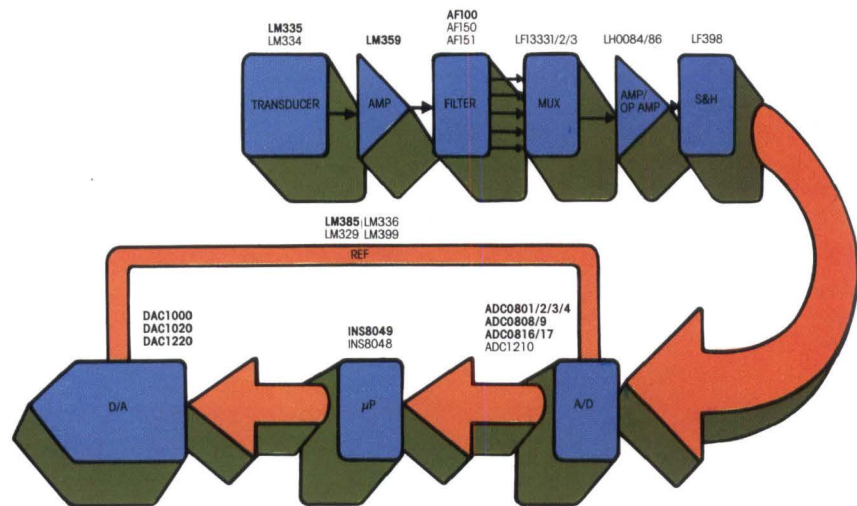 LM335
LM334
LM359
AF100
AF150
AF151
LF13331/2/3
LH0084/86
LF398
TRANSDUCER
AMP
FILTER
MUX
AMP/
OP AMP
S&H
LM385 LM336
LM329 LM399
REF
DAC1000
DAC1020
DAC1220
INS8049
INS8048
ADC0801/2/3/4
ADC0808/9
ADC0816/17
ADC1210
D/A
μP
A/D